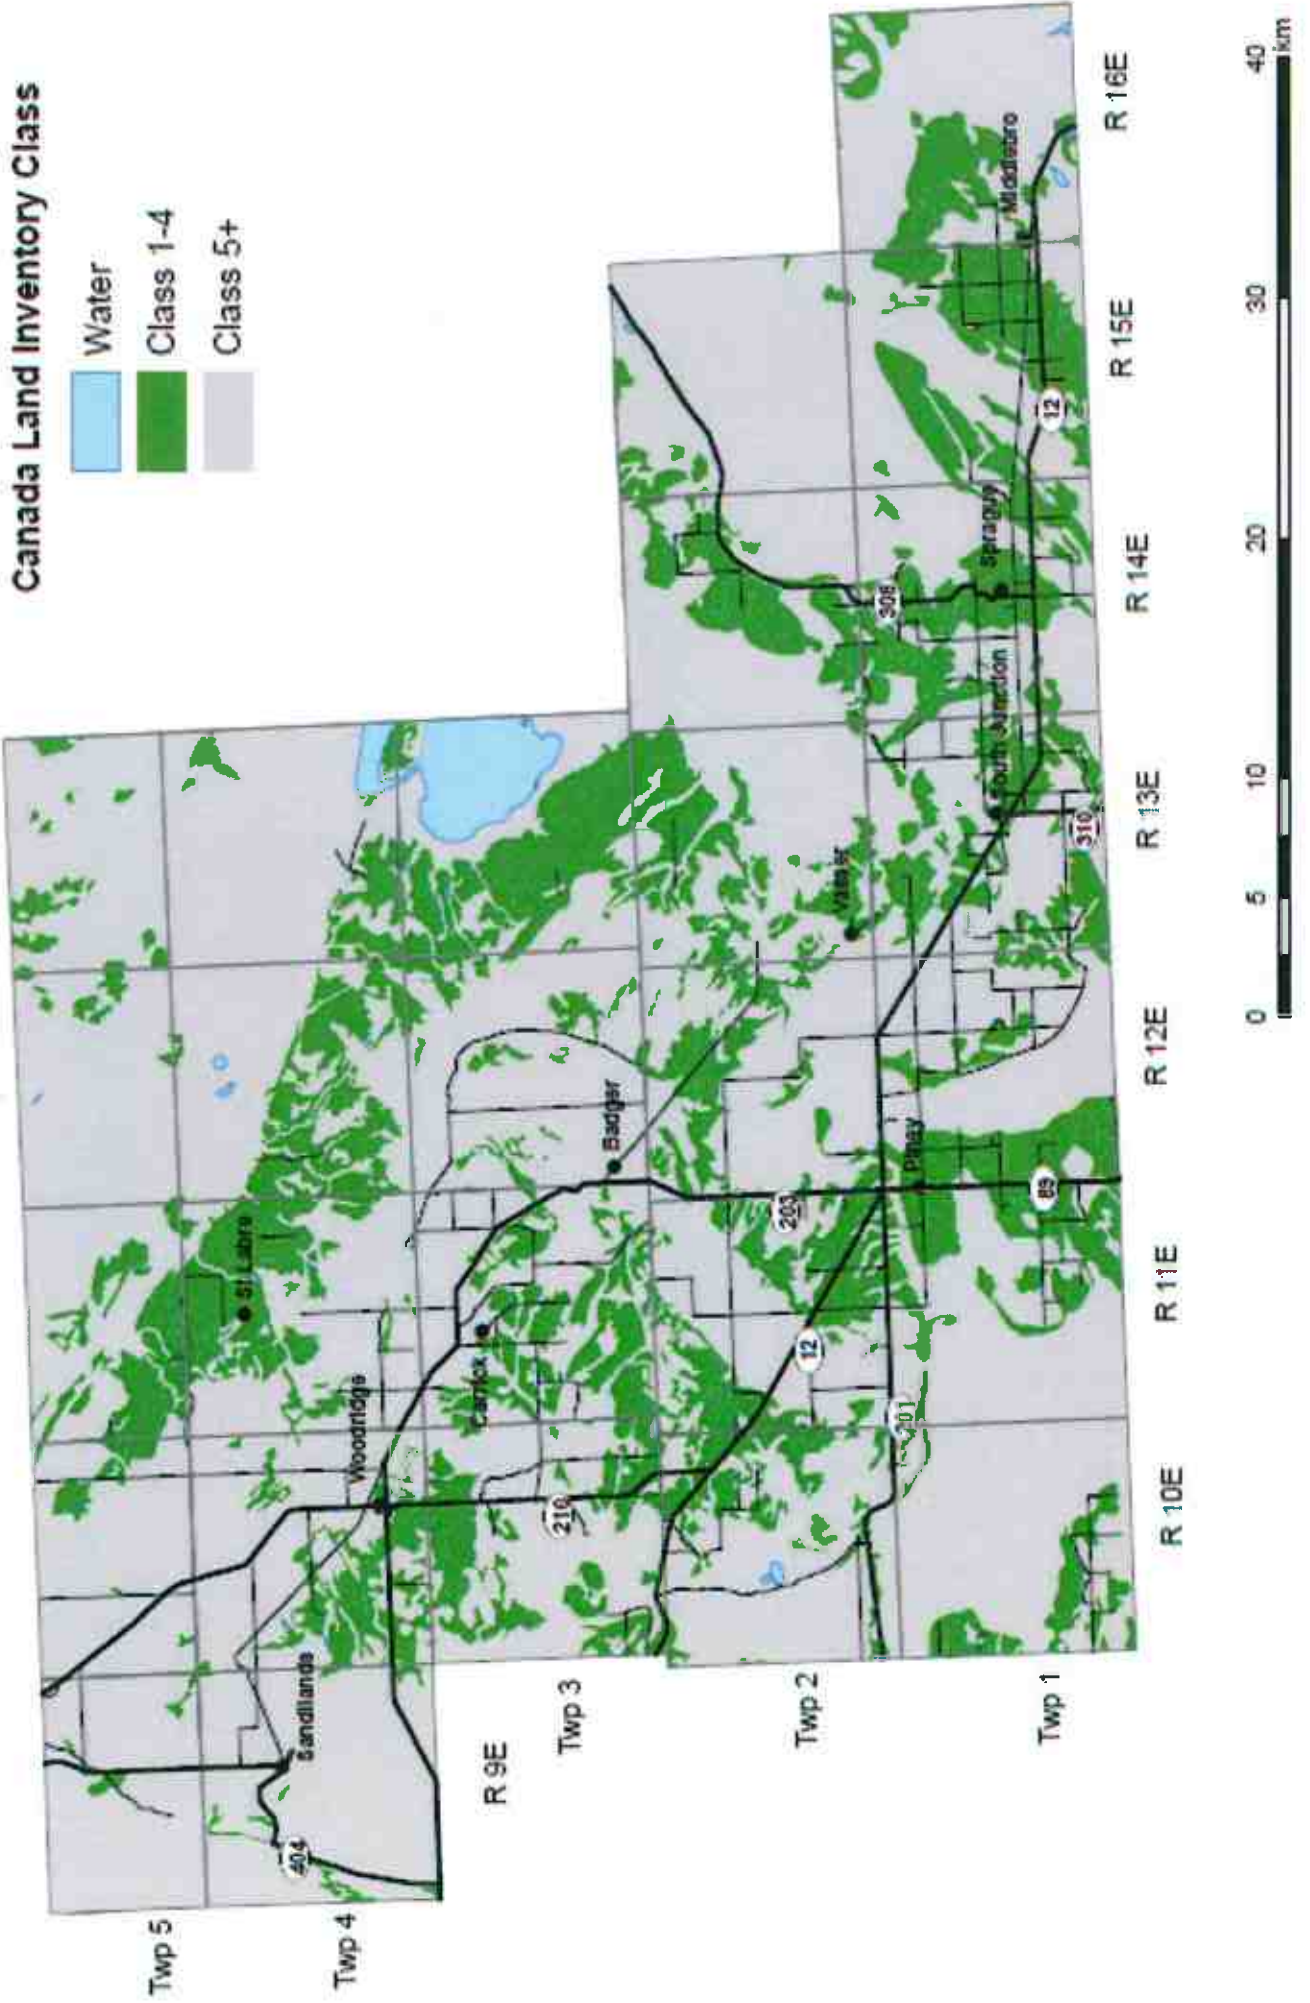 Canada Land Inventory Class
Water
Class 1-4
Class 5+
Twp 5
Twp 4
Twp 3
Twp 2
Twp 1
R 9E
R 10E
R 11E
R 12E
R 13E
R 14E
R 15E
R 16E
404
Sandilands
Woodridge
St Labre
Carrick
210
Badger
203
12
201
Piney
89
Vassar
South Junction
310
308
Sprague
12
Middlebro
0 5 10 20 30 40
km